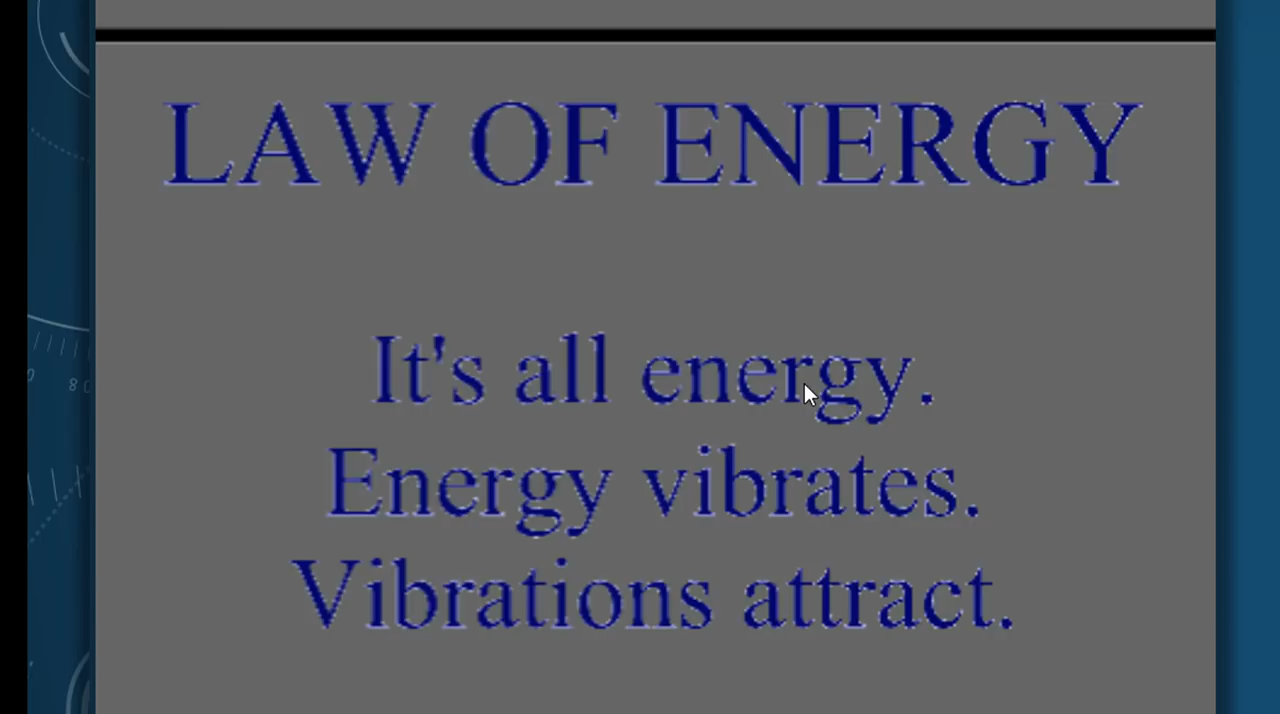 LAW OF ENERGY
It's all energy.
Energy vibrates.
Vibrations attract.